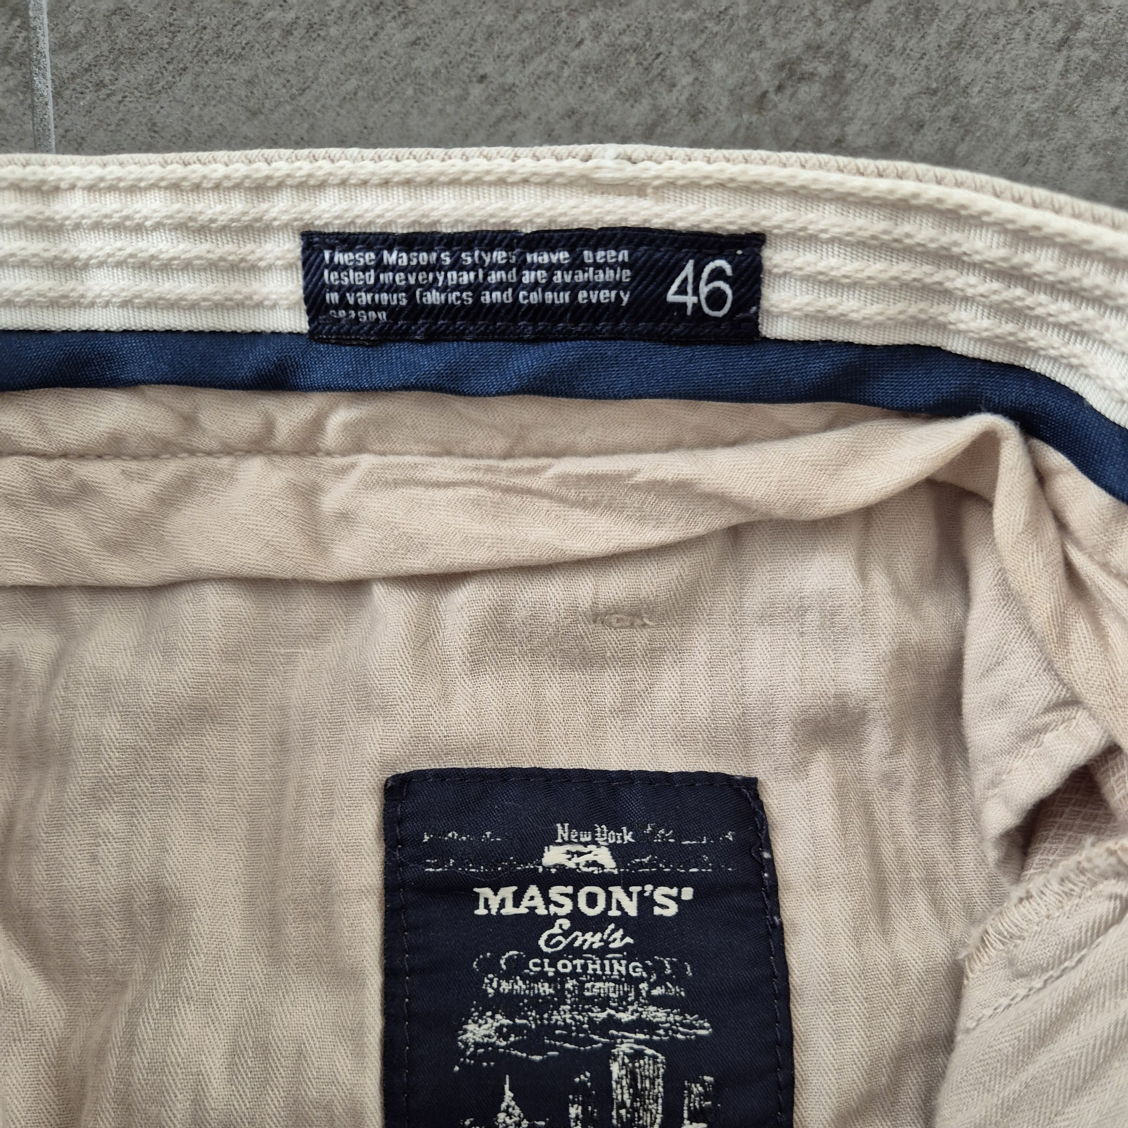 These Mason's styles have been
tested in every part and are available
in various fabrics and colour every
season
46
New York
MASON'S
Em's
CLOTHING